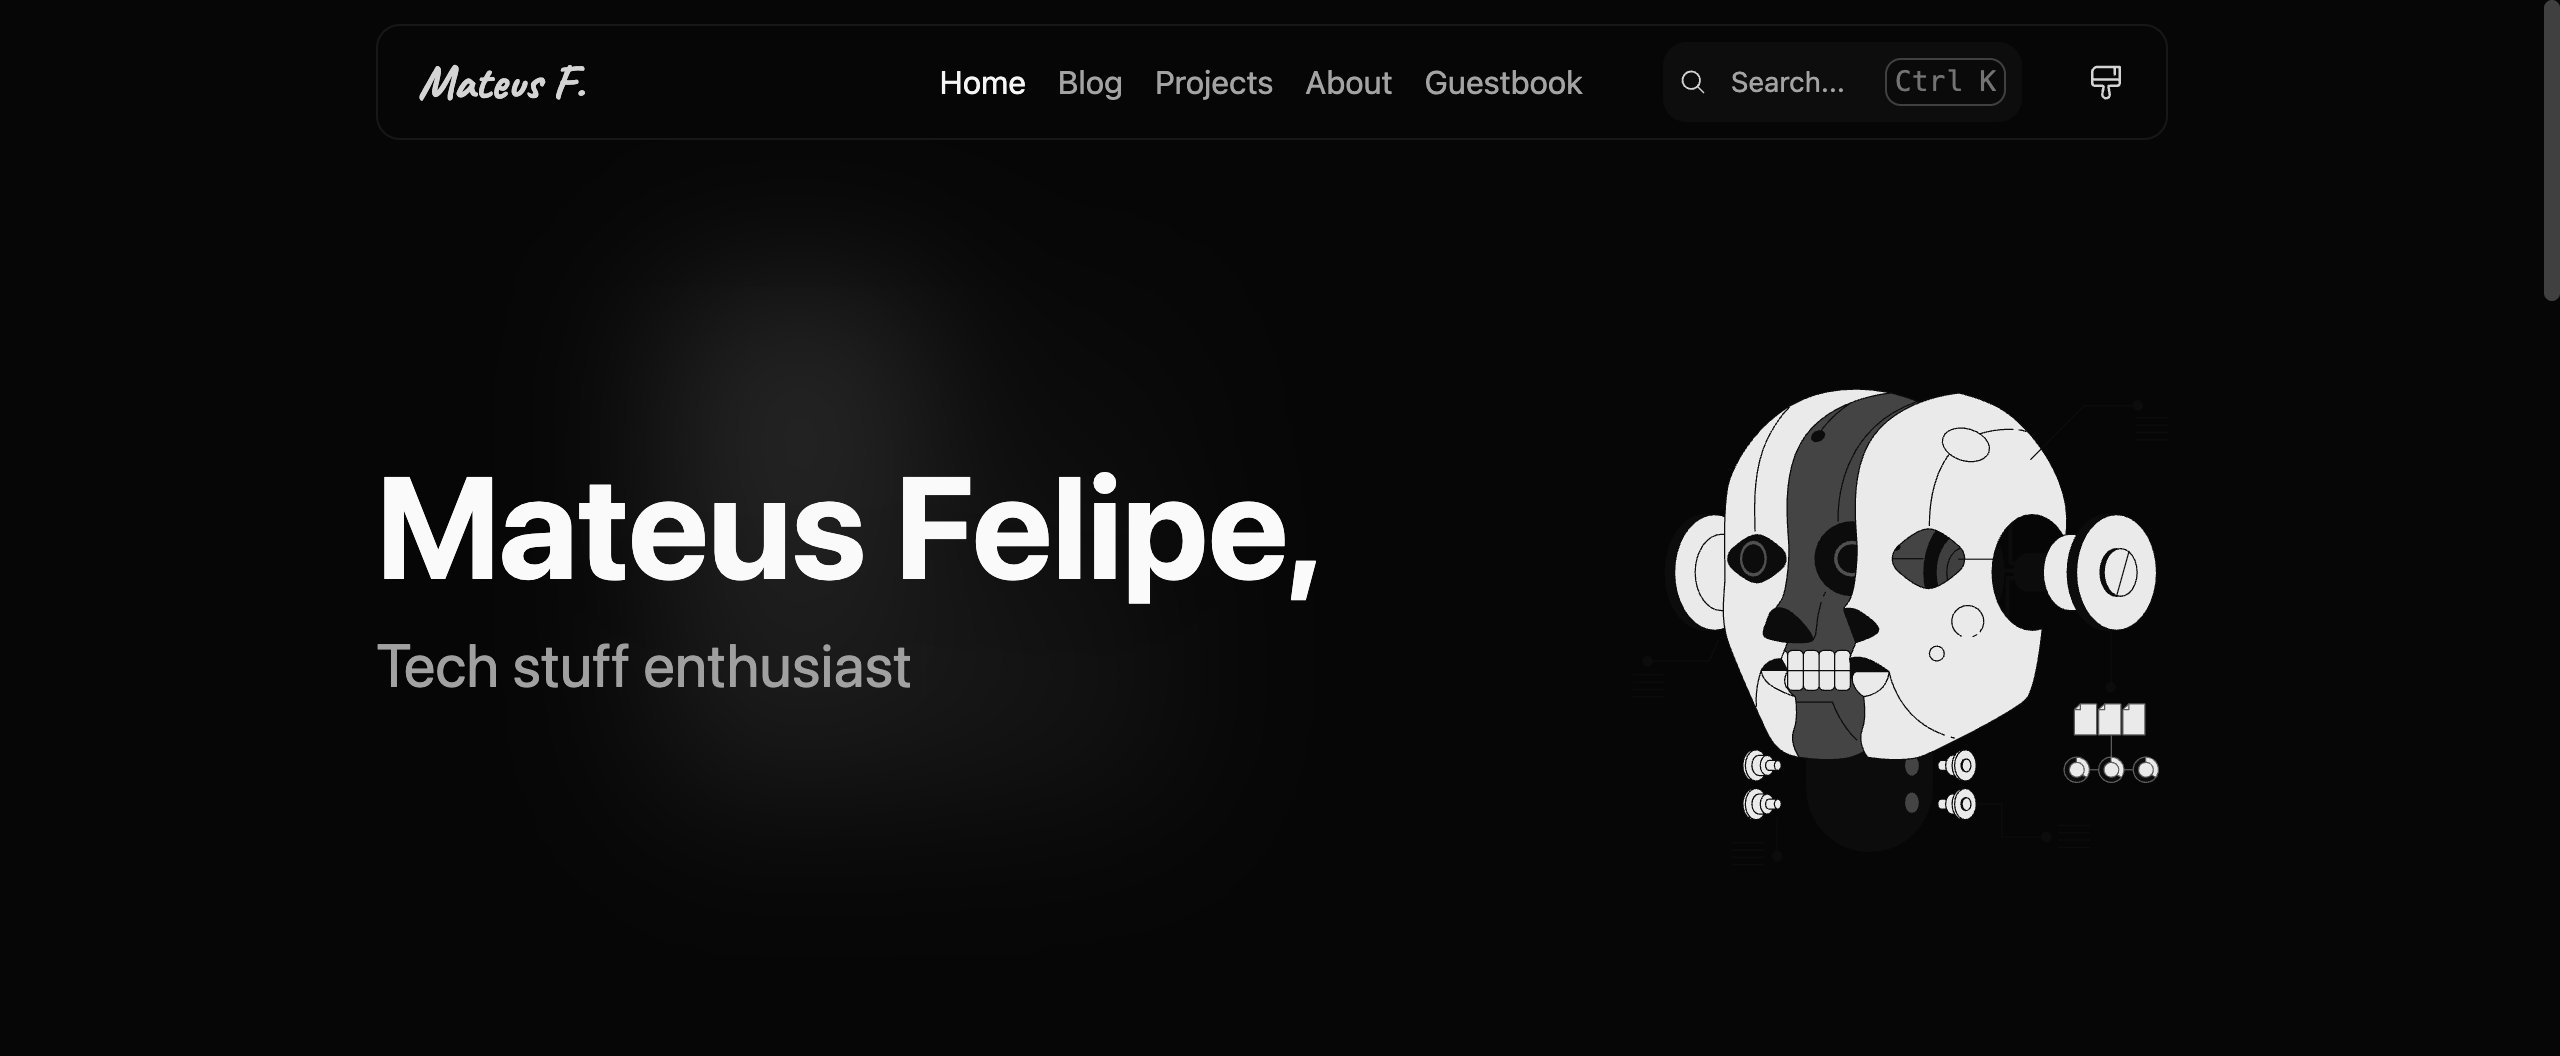 Mateus F.
Home Blog Projects About Guestbook Search... Ctrl K
Mateus Felipe,
Tech stuff enthusiast